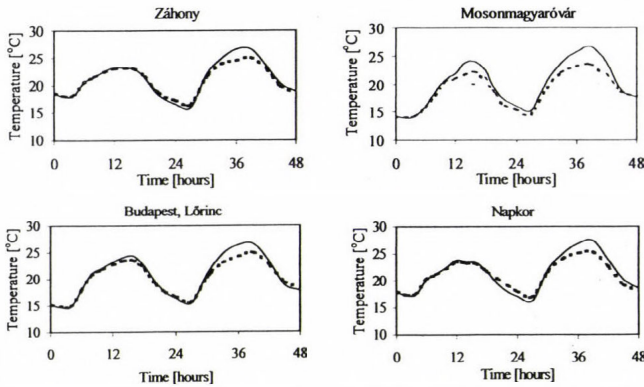 Záhony
Temperature [°C]
30
25
20
15
10
0 12 24 36 48
Time [hours]
Mosonmagyaróvár
Temperature [°C]
30
25
20
15
10
0 12 24 36 48
Time [hours]
Budapest, Lőrinc
Temperature [°C]
30
25
20
15
10
0 12 24 36 48
Time [hours]
Napkor
Temperature [°C]
30
25
20
15
10
0 12 24 36 48
Time [hours]